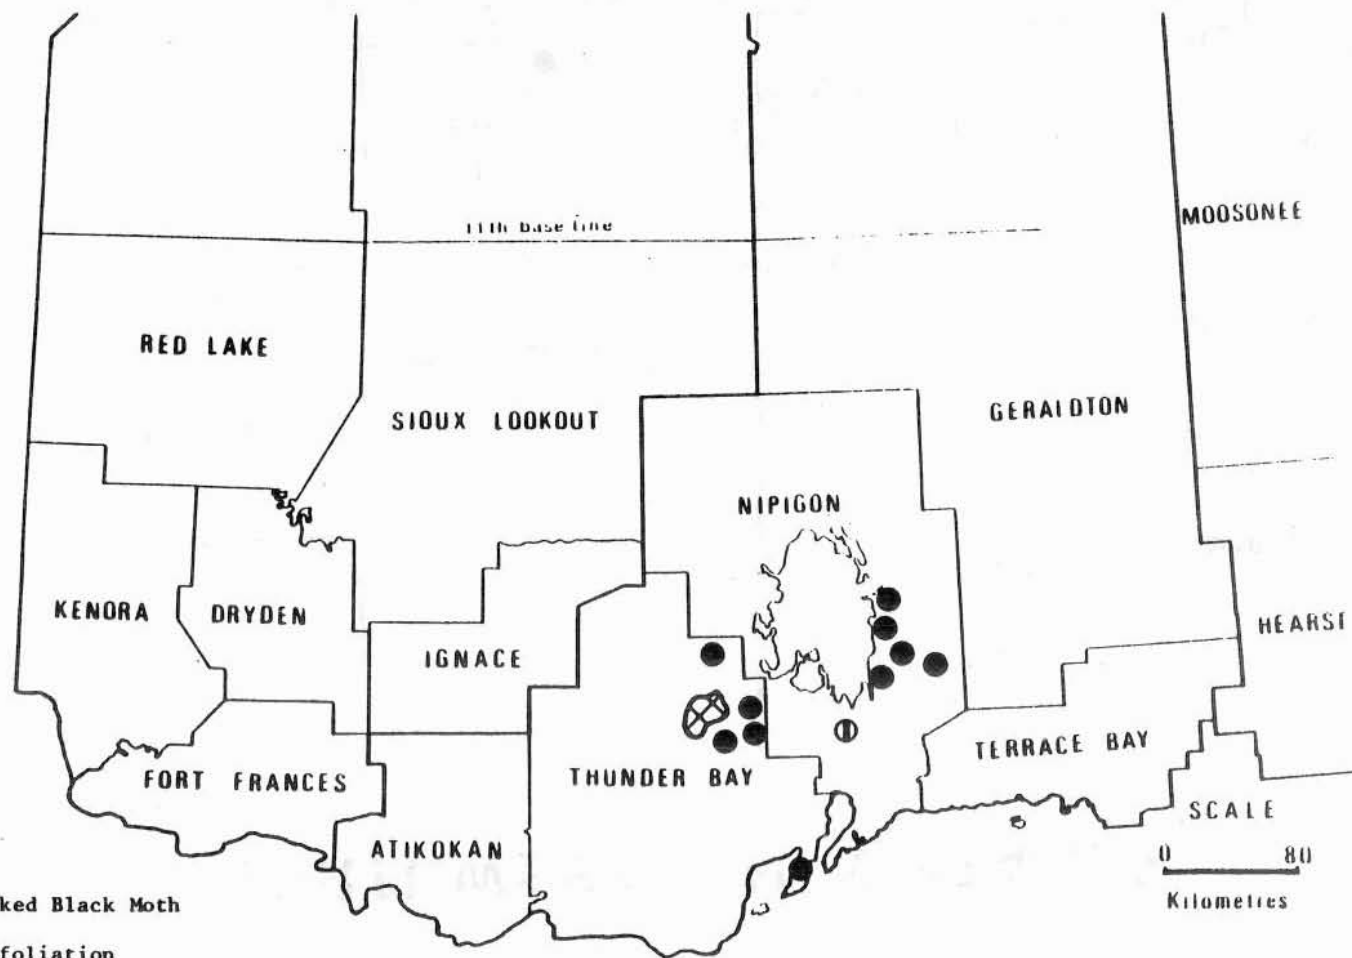 11th base line
MOOSONEE
RED LAKE
SIOUX LOOKOUT
GERALDTON
NIPIGON
KENORA
DRYDEN
IGNACE
HEARST
FORT FRANCES
THUNDER BAY
TERRACE BAY
ATIKOKAN
SCALE
0 80
Kilometres
ked Black Moth
foliation